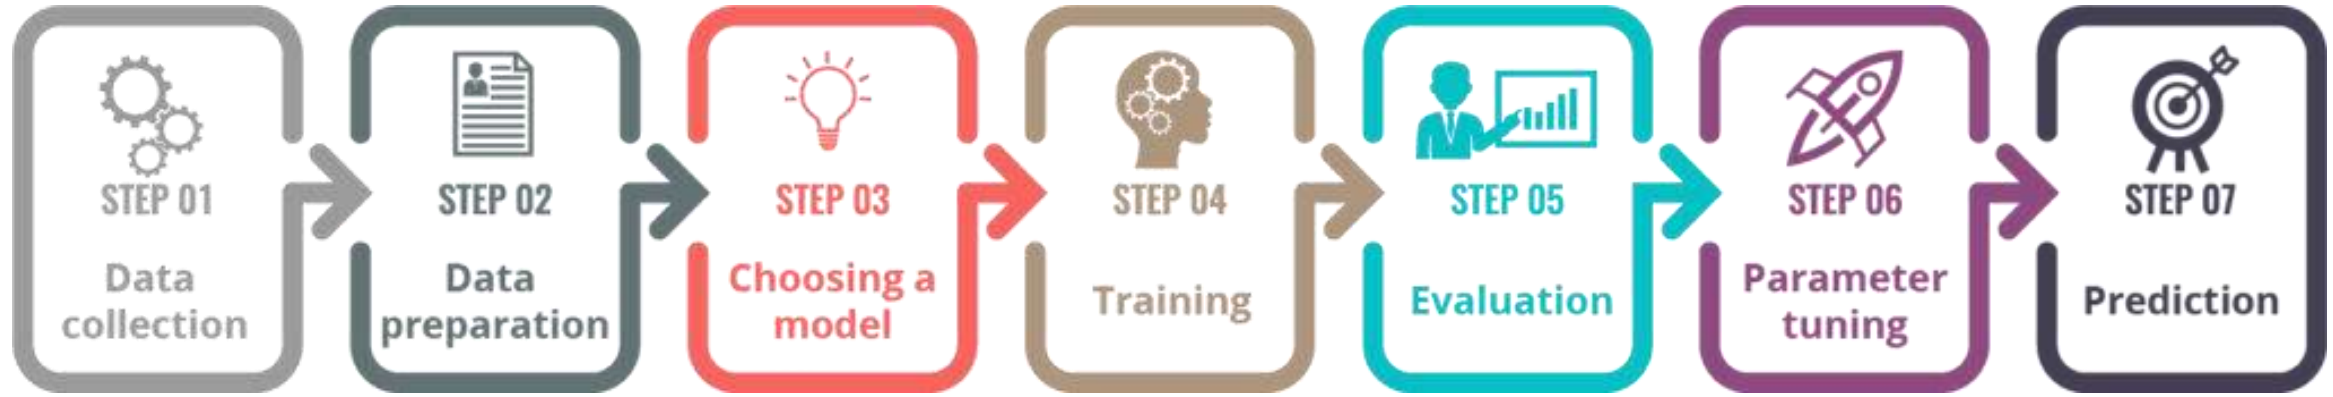 STEP 01
Data
collection
STEP 02
Data
preparation
STEP 03
Choosing a
model
STEP 04
Training
STEP 05
Evaluation
STEP 06
Parameter
tuning
STEP 07
Prediction